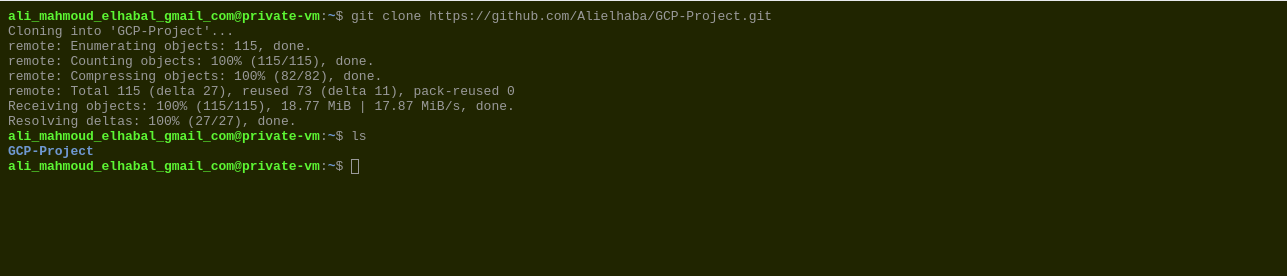 ali_mahmoud_elhabal_gmail_com@private-vm:~$ git clone https://github.com/Alielhaba/GCP-Project.git
Cloning into 'GCP-Project'...
remote: Enumerating objects: 115, done.
remote: Counting objects: 100% (115/115), done.
remote: Compressing objects: 100% (82/82), done.
remote: Total 115 (delta 27), reused 73 (delta 11), pack-reused 0
Receiving objects: 100% (115/115), 18.77 MiB | 17.87 MiB/s, done.
Resolving deltas: 100% (27/27), done.
ali_mahmoud_elhabal_gmail_com@private-vm:~$ ls
GCP-Project
ali_mahmoud_elhabal_gmail_com@private-vm:~$